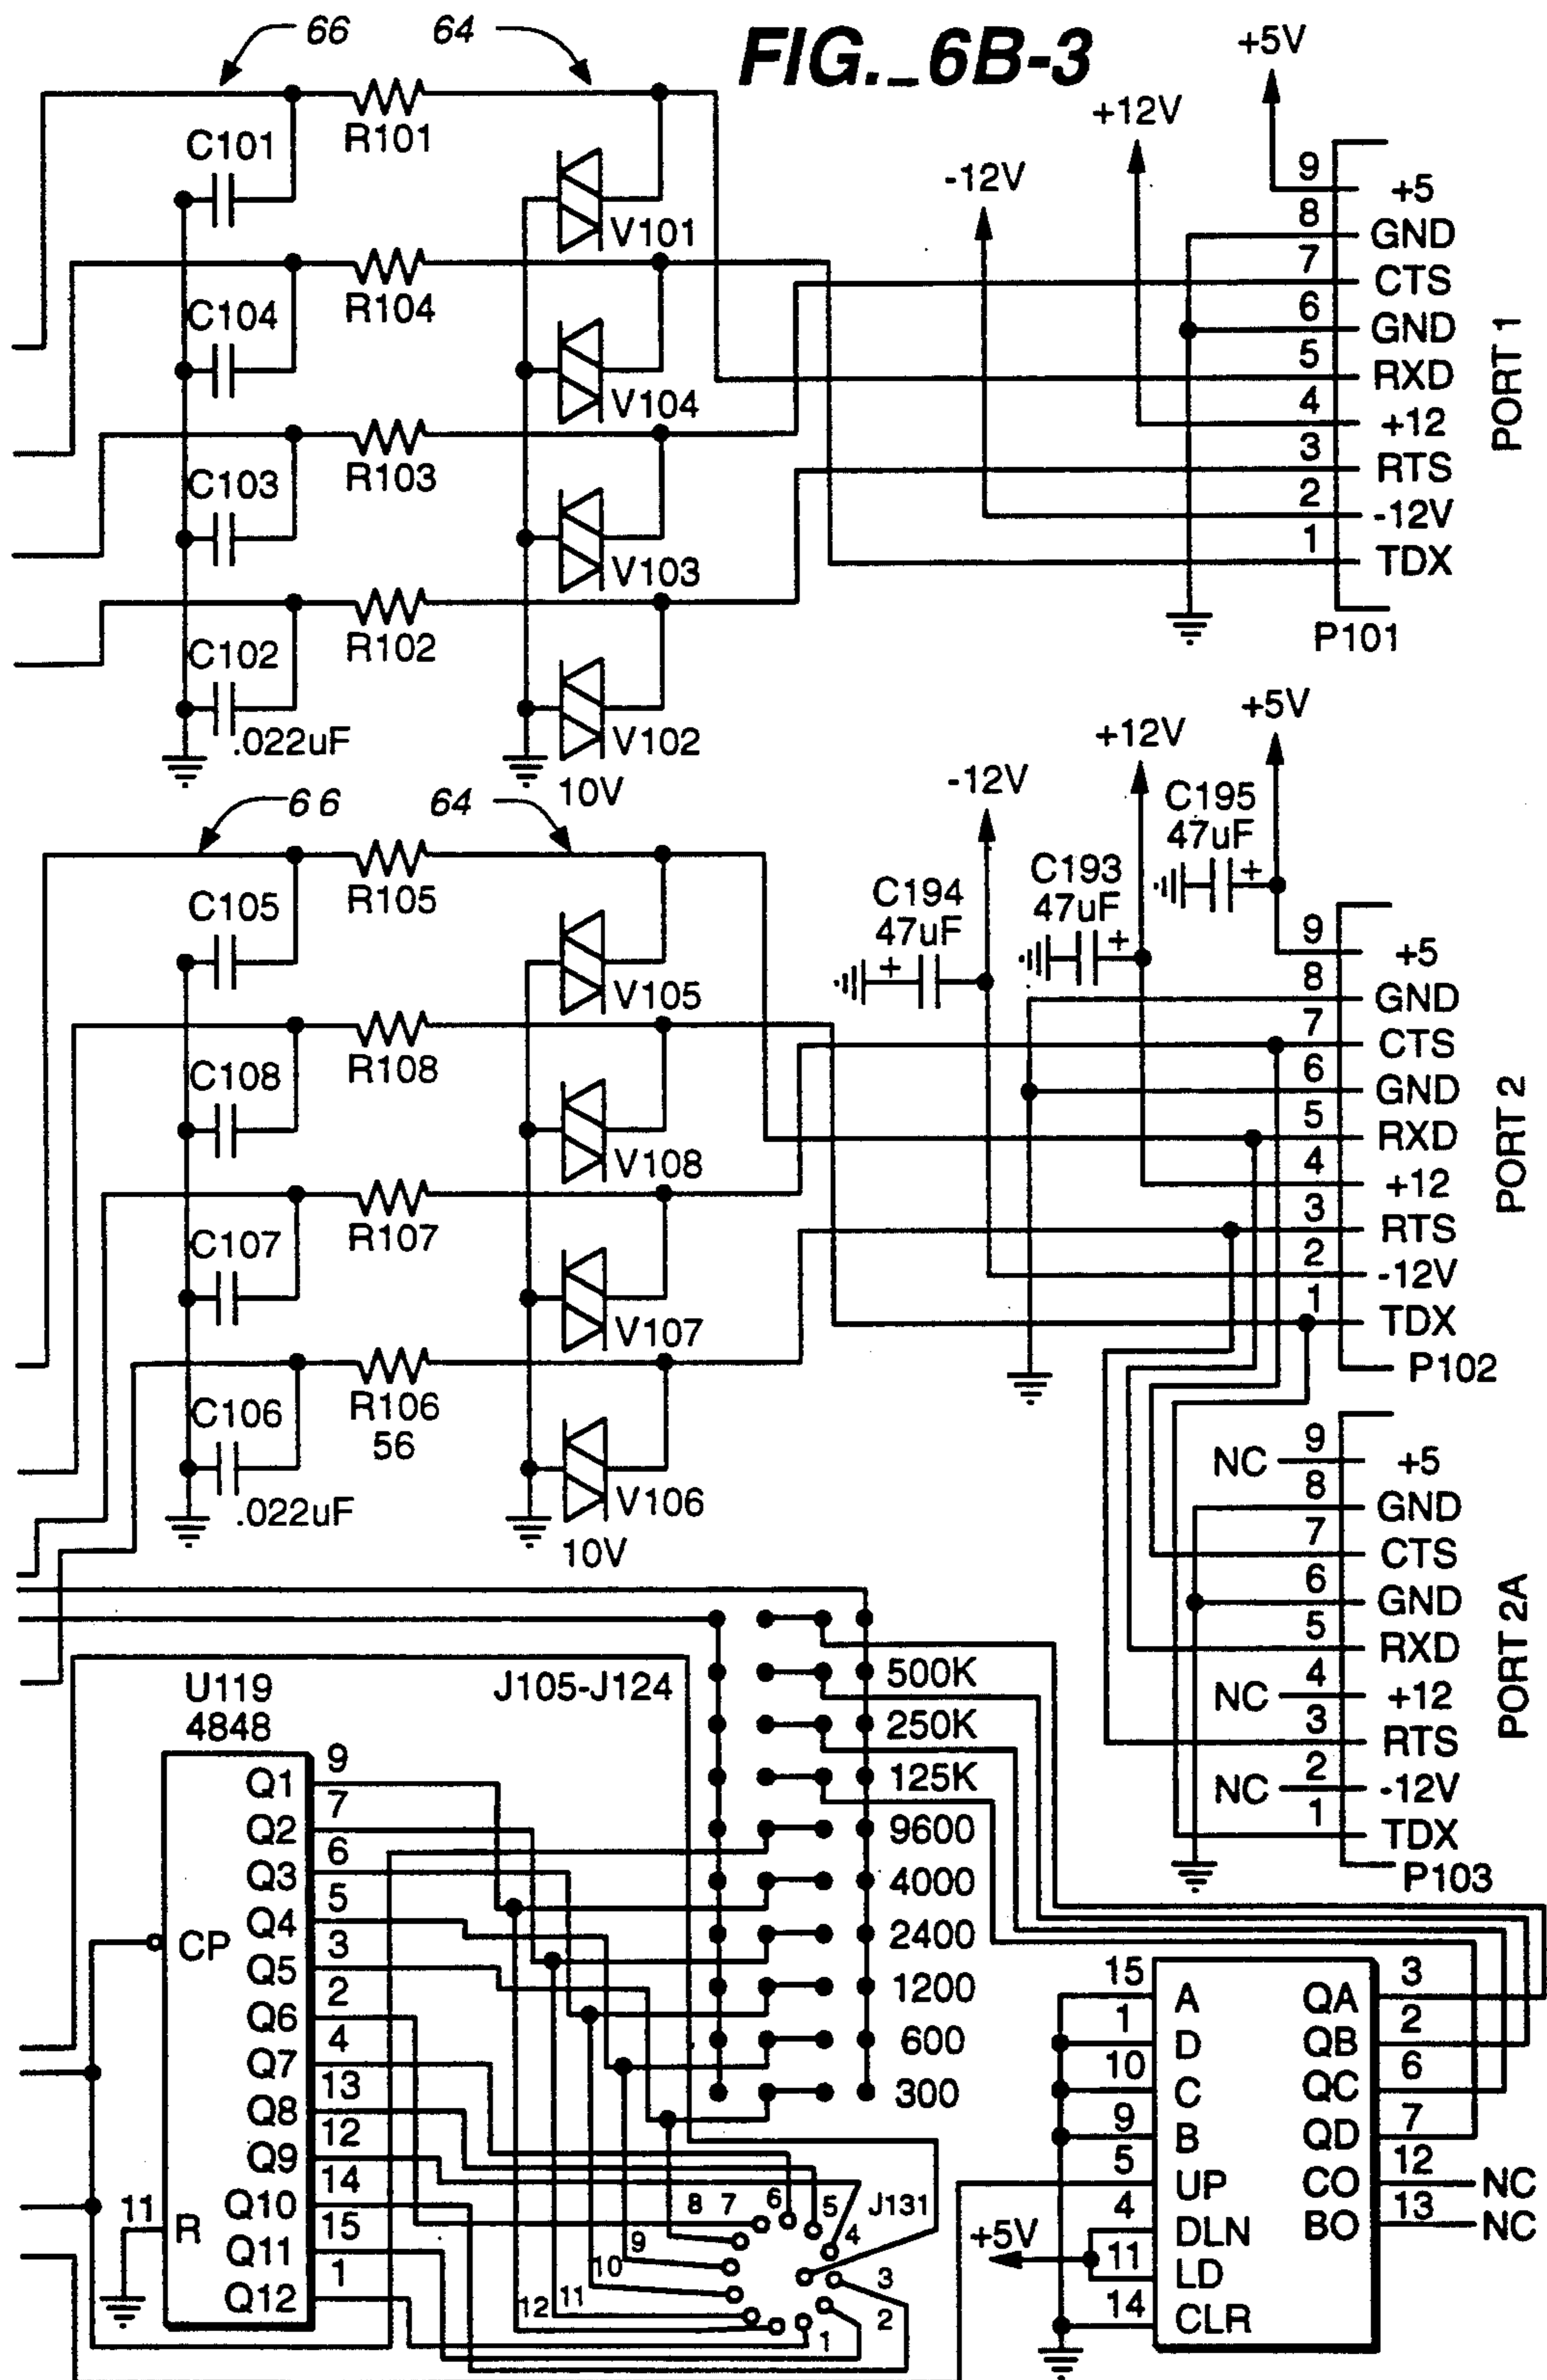 FIG._6B-3
66
64
C101
R101
V101
C104
R104
V104
C103
R103
V103
C102
R102
V102
.022uF
10V
-12V
+12V
+5V
9 +5
8 GND
7 CTS
6 GND
5 RXD
4 +12
3 RTS
2 -12V
1 TDX
P101
PORT 1
66
64
C105
R105
V105
C108
R108
V108
C107
R107
V107
C106
R106
56
V106
.022uF
10V
-12V
+12V
+5V
C194
47uF
+
C193
47uF
+
C195
47uF
+
9 +5
8 GND
7 CTS
6 GND
5 RXD
4 +12
3 RTS
2 -12V
1 TDX
P102
PORT 2
NC 9 +5
8 GND
7 CTS
6 GND
5 RXD
NC 4 +12
3 RTS
NC 2 -12V
1 TDX
P103
PORT 2A
U119
4848
J105-J124
500K
250K
125K
9600
4000
2400
1200
600
300
Q1 9
Q2 7
Q3 6
Q4 5
CP
Q5 3
Q6 2
Q7 4
Q8 13
Q9 12
Q10 14
11 R
Q11 15
Q12 1
8 7 6 5 J131
9 4
10 3
12 11 2
1
15 A QA 3
1 D QB 2
10 C QC 6
9 B QD 7
5 UP CO 12 NC
4 DLN BO 13 NC
+5V
11 LD
14 CLR